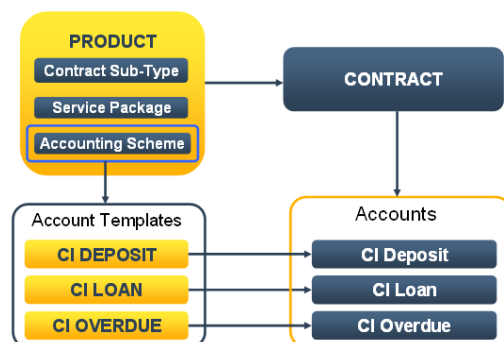 PRODUCT
Contract Sub-Type
Service Package
Accounting Scheme
CONTRACT
Account Templates
CI DEPOSIT
CI LOAN
CI OVERDUE
Accounts
CI Deposit
CI Loan
CI Overdue